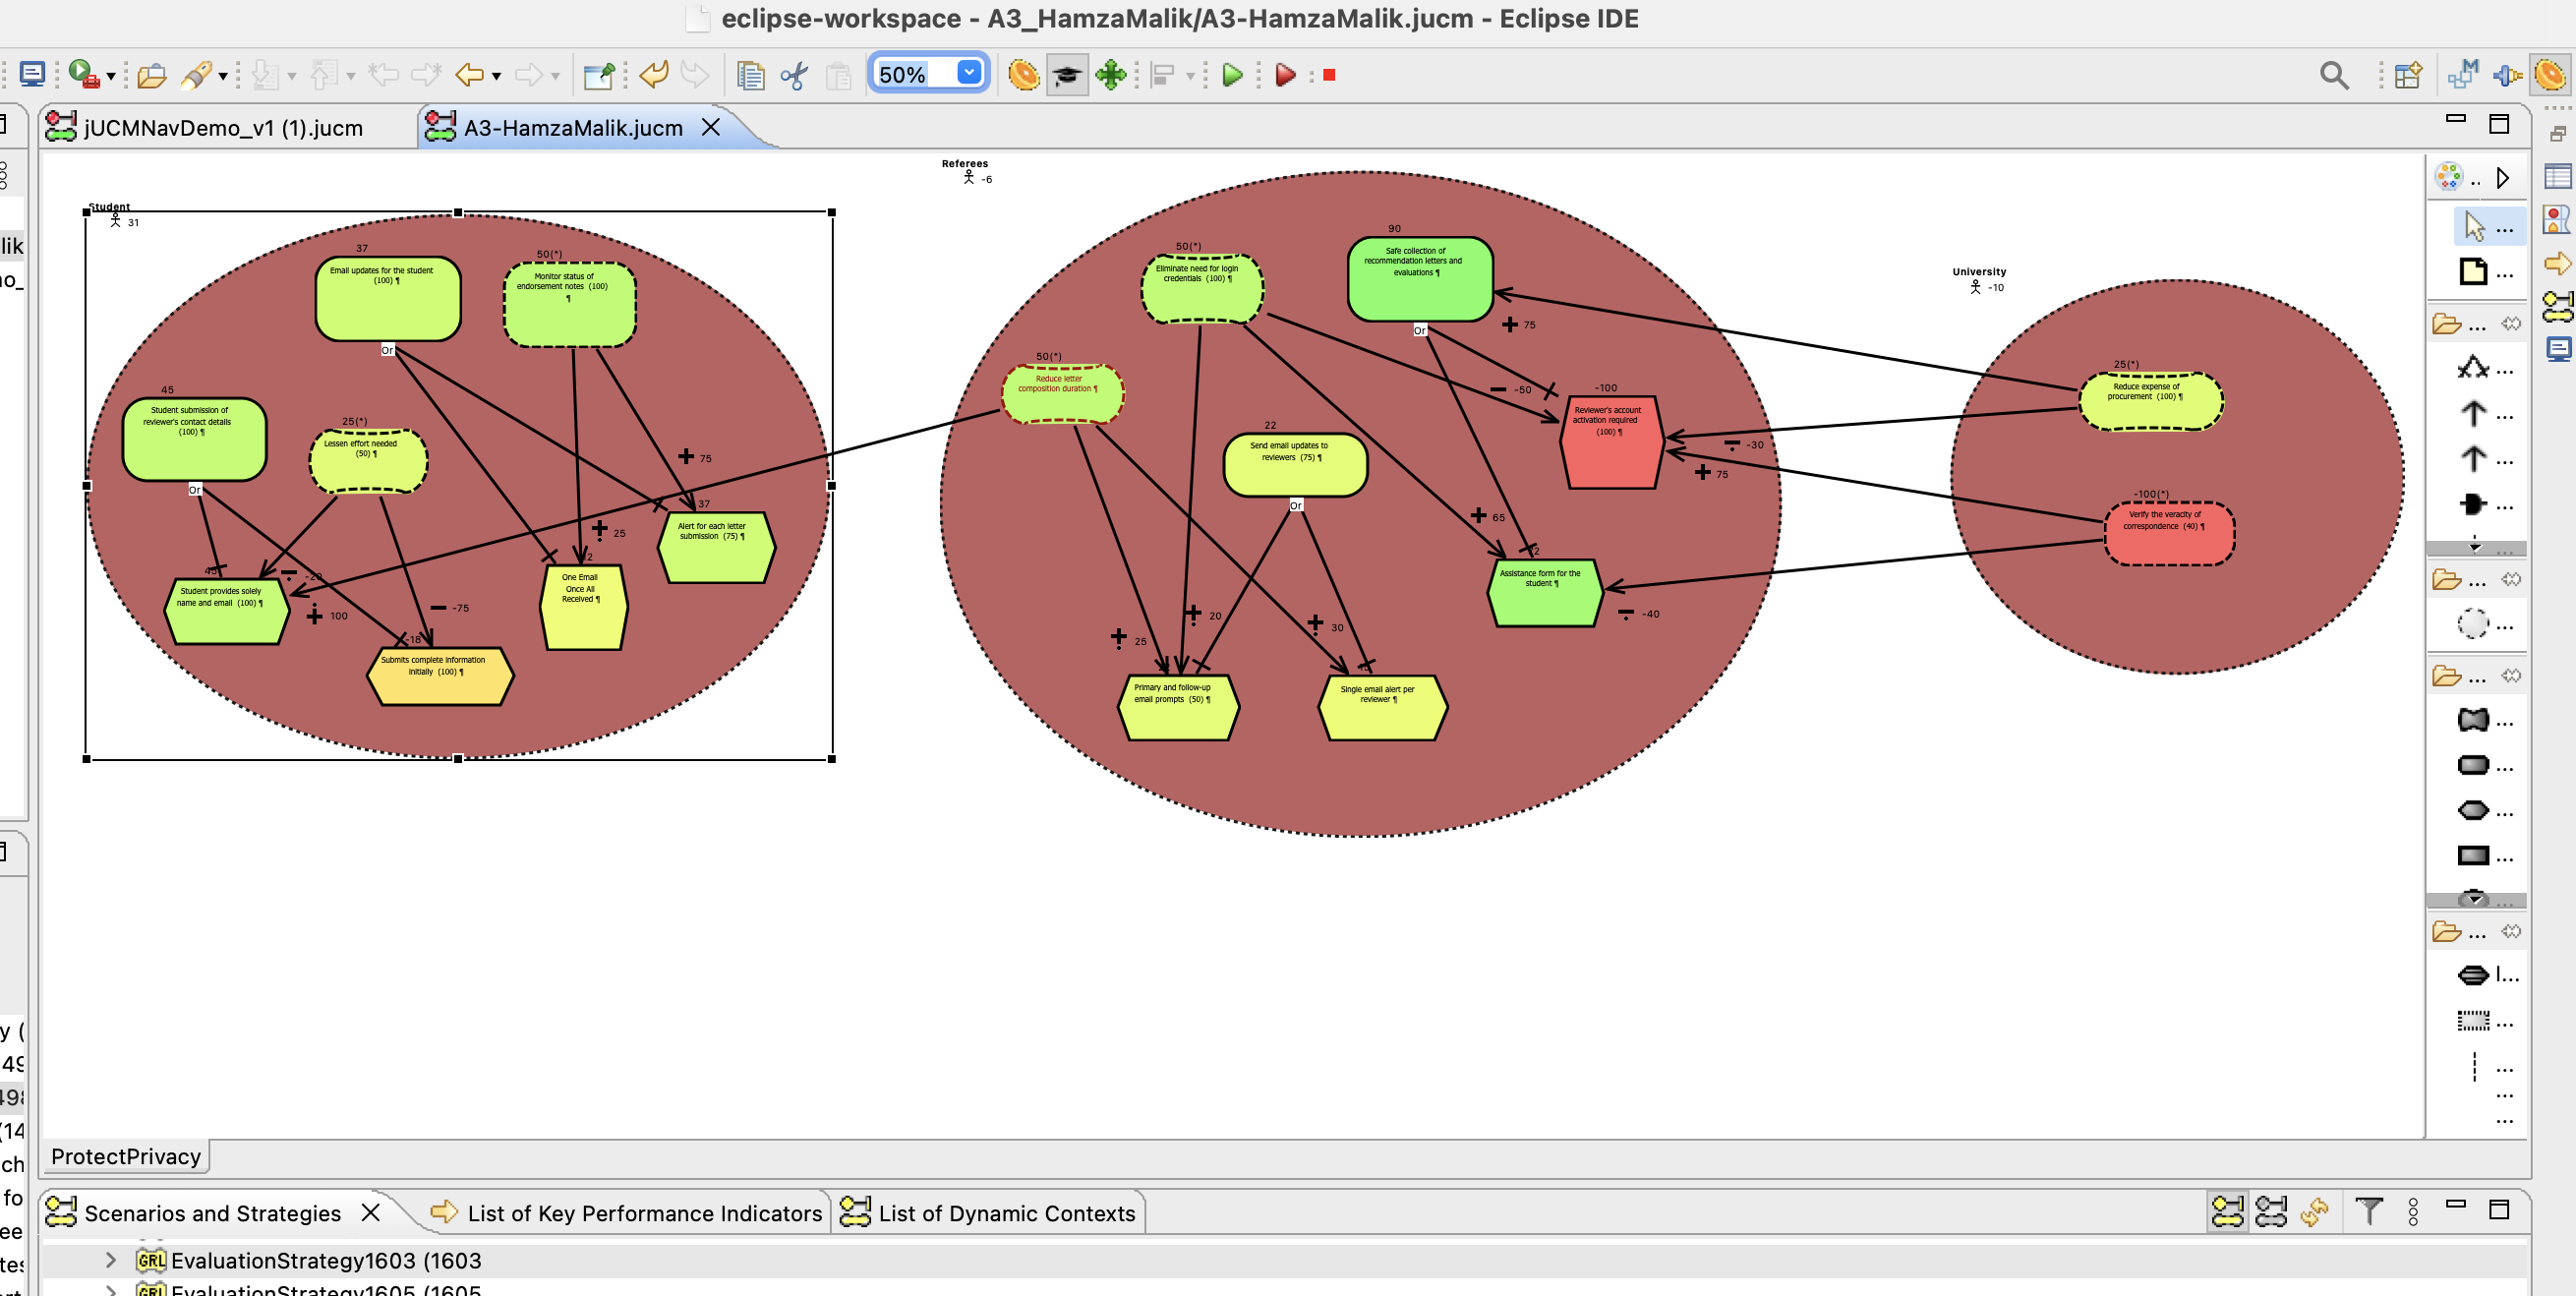 eclipse-workspace - A3_HamzaMalik/A3-HamzaMalik.jucm - Eclipse IDE
50%
jUCMNavDemo_v1 (1).jucm
A3-HamzaMalik.jucm
Student
31
37
Email updates for the student
(100) ¶
Or
50(*)
Monitor status of
endorsement notes (100)
¶
45
Student submission of
reviewer's contact details
(100) ¶
Or
25(*)
Lessen effort needed
(50) ¶
75
37
Alert for each letter
submission (75) ¶
25
One Email
Once All
Received ¶
Student provides solely
name and email (100) ¶
100
-75
-18
Submits complete information
initially (100) ¶
Referees
-6
50(*)
Eliminate need for login
credentials (100) ¶
90
Safe collection of
recommendation letters and
evaluations ¶
Or
75
50(*)
Reduce letter
composition duration ¶
22
Send email updates to
reviewers (75) ¶
Or
-50
-100
Reviewer's account
activation required
(100) ¶
-30
75
65
Assistance form for the
student ¶
-40
25
20
30
Primary and follow-up
email prompts (50) ¶
Single email alert per
reviewer ¶
University
-10
25(*)
Reduce expense of
procurement (100) ¶
-100(*)
Verify the veracity of
correspondence (40) ¶
ProtectPrivacy
Scenarios and Strategies
List of Key Performance Indicators
List of Dynamic Contexts
GRL EvaluationStrategy1603 (1603
GRL EvaluationStrategy1605 (1605